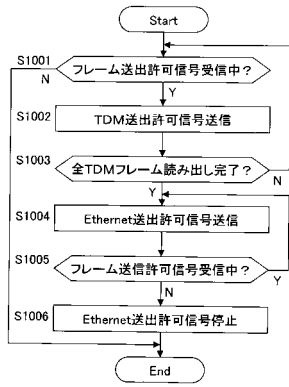 Start
S1001
フレーム送出許可信号受信中？
N
Y
S1002
TDM送出許可信号送信
S1003
全TDMフレーム読み出し完了？
Y
N
S1004
Ethernet送出許可信号送信
S1005
フレーム送信許可信号受信中？
Y
N
S1006
Ethernet送出許可信号停止
End